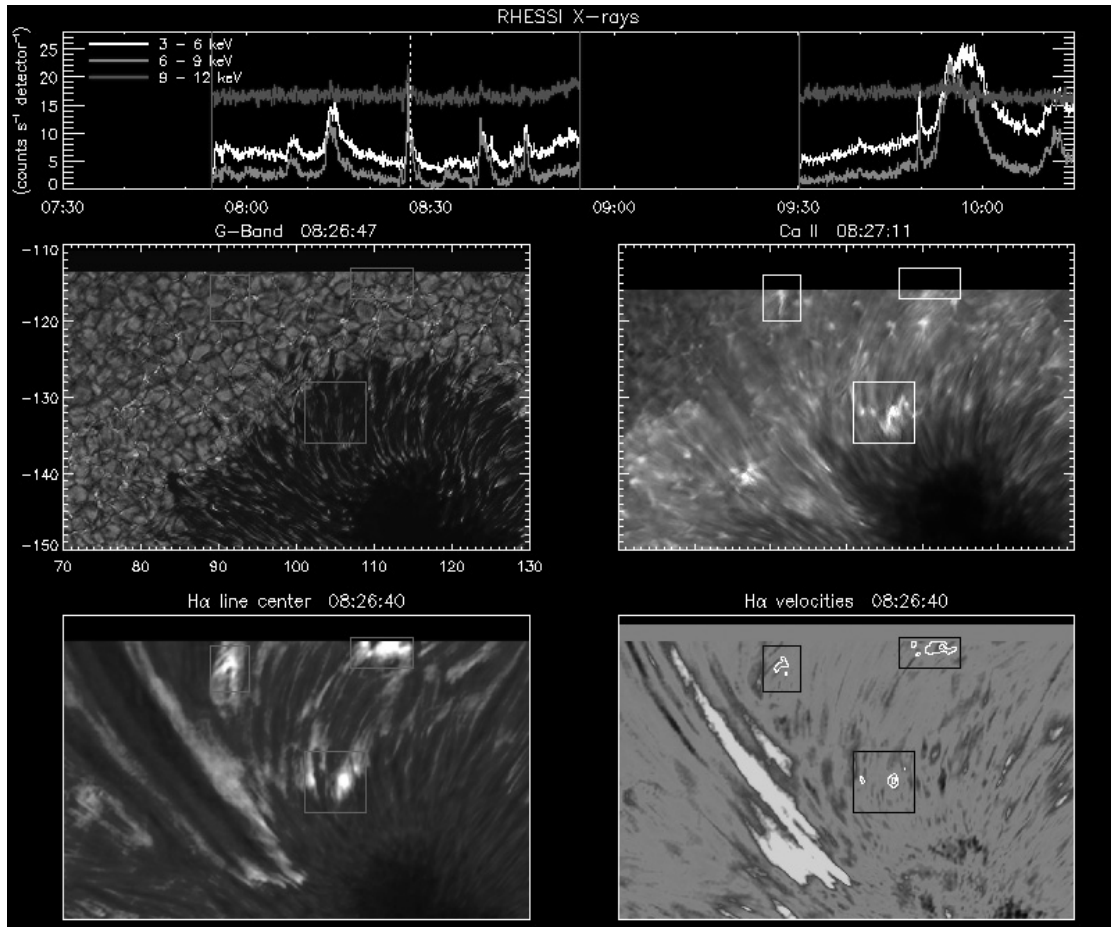 RHESSI X-rays
3 - 6 keV
6 - 9 keV
9 - 12 keV
(counts s⁻¹ detector⁻¹)
25
20
15
10
5
0
07:30 08:00 08:30 09:00 09:30 10:00
G-Band 08:26:47
Ca II 08:27:11
-110
-120
-130
-140
-150
70 80 90 100 110 120 130
Hα line center 08:26:40
Hα velocities 08:26:40